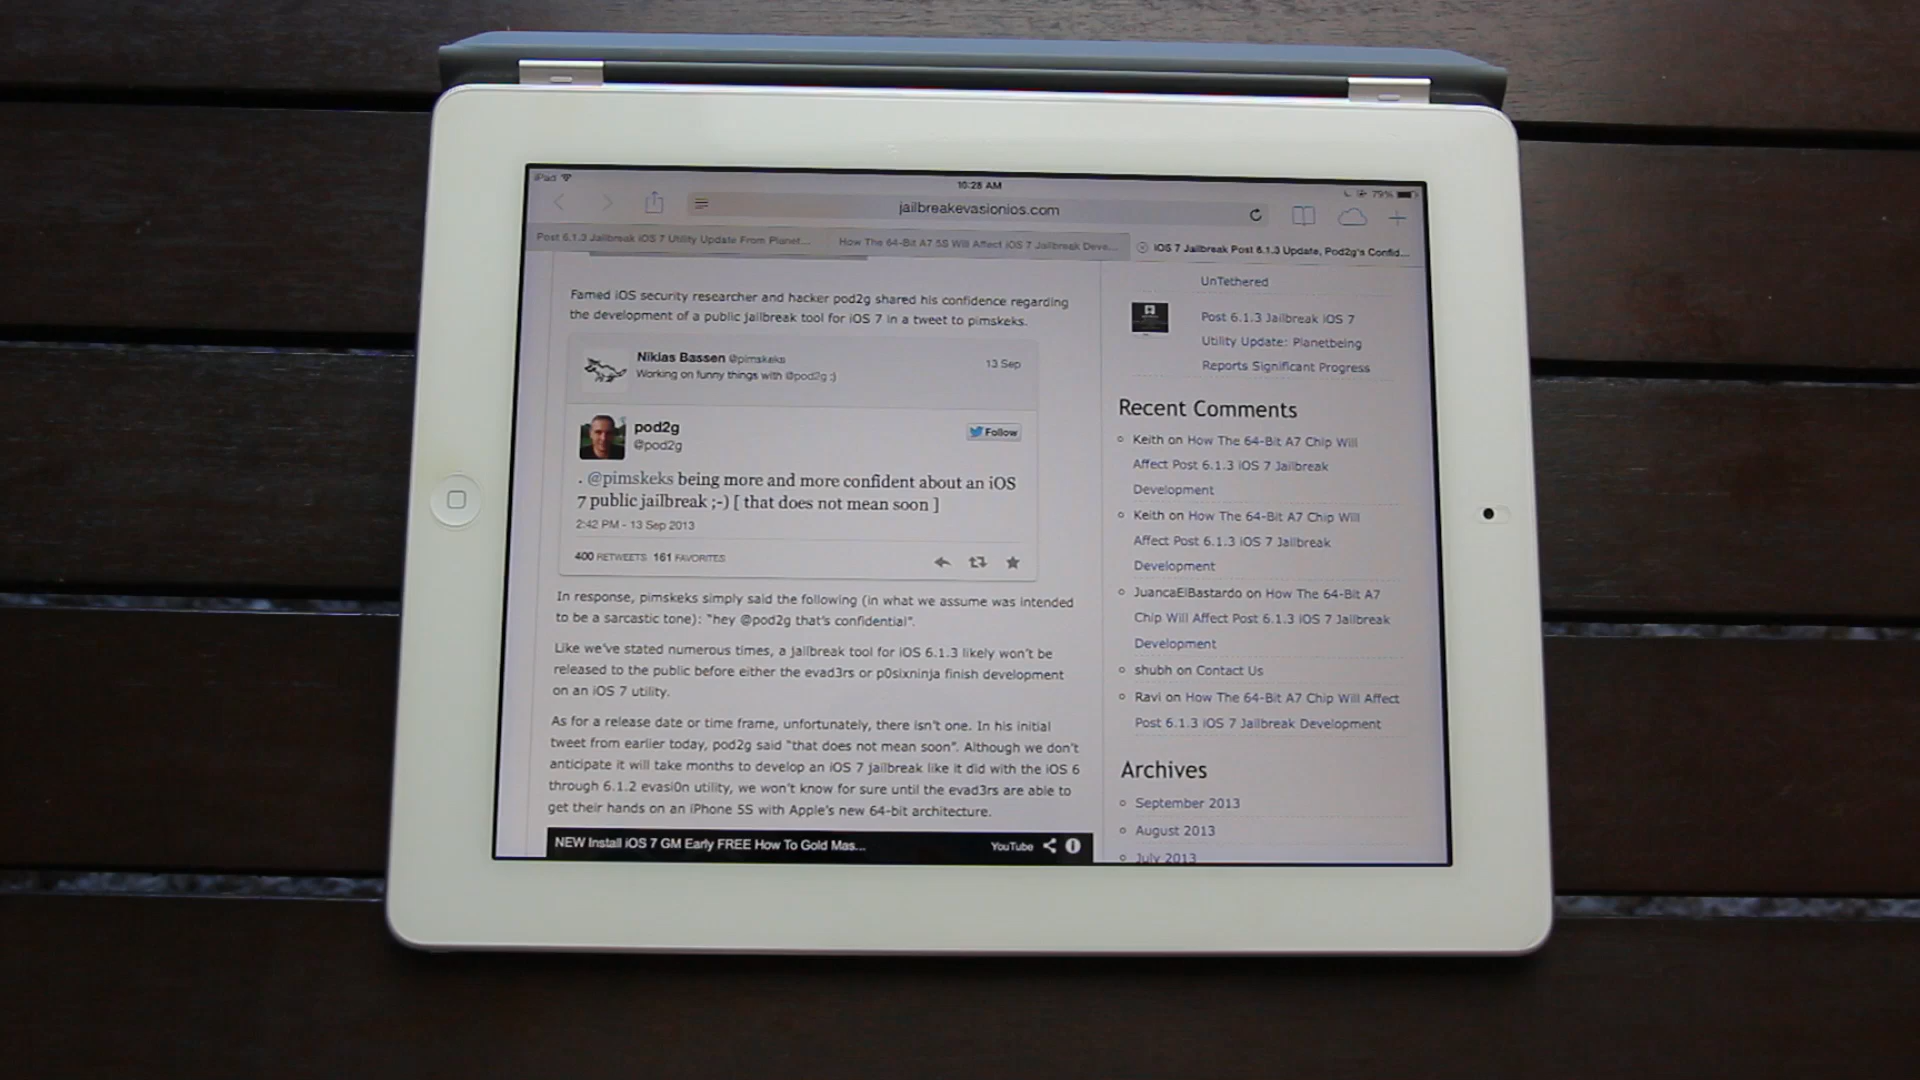 iPad
10:28 AM
79%
jailbreakevasionios.com
Post 6.1.3 Jailbreak iOS 7 Utility Update From Planet...
How The 64-Bit A7 5S Will Affect iOS 7 Jailbreak Deve...
iOS 7 Jailbreak Post 6.1.3 Update, Pod2g's Confid...
Famed iOS security researcher and hacker pod2g shared his confidence regarding
the development of a public jailbreak tool for iOS 7 in a tweet to pimskeks.
Niklas Bassen @pimskeks
13 Sep
Working on funny things with @pod2g :)
pod2g
@pod2g
Follow
. @pimskeks being more and more confident about an iOS
7 public jailbreak ;-) [ that does not mean soon ]
2:42 PM - 13 Sep 2013
400 RETWEETS 161 FAVORITES
In response, pimskeks simply said the following (in what we assume was intended
to be a sarcastic tone): "hey @pod2g that's confidential".
Like we've stated numerous times, a jailbreak tool for iOS 6.1.3 likely won't be
released to the public before either the evad3rs or p0sixninja finish development
on an iOS 7 utility.
As for a release date or time frame, unfortunately, there isn't one. In his initial
tweet from earlier today, pod2g said "that does not mean soon". Although we don't
anticipate it will take months to develop an iOS 7 jailbreak like it did with the iOS 6
through 6.1.2 evasi0n utility, we won't know for sure until the evad3rs are able to
get their hands on an iPhone 5S with Apple's new 64-bit architecture.
NEW Install iOS 7 GM Early FREE How To Gold Mas...
YouTube
UnTethered
Post 6.1.3 Jailbreak iOS 7
Utility Update: Planetbeing
Reports Significant Progress
Recent Comments
Keith on How The 64-Bit A7 Chip Will
Affect Post 6.1.3 iOS 7 Jailbreak
Development
Keith on How The 64-Bit A7 Chip Will
Affect Post 6.1.3 iOS 7 Jailbreak
Development
JuancaElBastardo on How The 64-Bit A7
Chip Will Affect Post 6.1.3 iOS 7 Jailbreak
Development
shubh on Contact Us
Ravi on How The 64-Bit A7 Chip Will Affect
Post 6.1.3 iOS 7 Jailbreak Development
Archives
September 2013
August 2013
July 2013